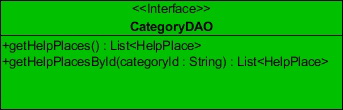 <<Interface>>
CategoryDAO
+getHelpPlaces() : List<HelpPlace>
+getHelpPlacesById(categoryId : String) : List<HelpPlace>